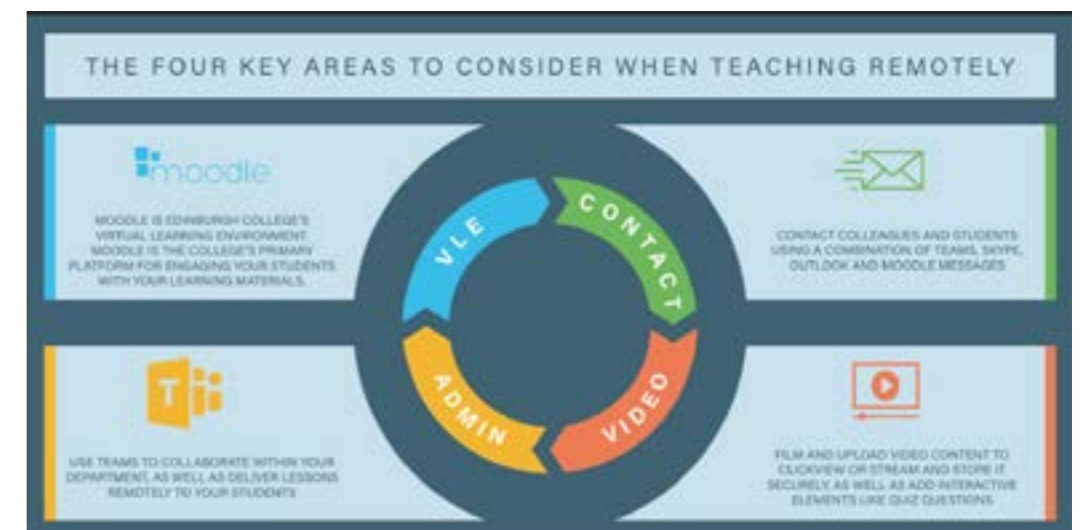 THE FOUR KEY AREAS TO CONSIDER WHEN TEACHING REMOTELY
moodle
MOODLE IS EDINBURGH COLLEGE'S
VIRTUAL LEARNING ENVIRONMENT.
MOODLE IS THE COLLEGE'S PRIMARY
PLATFORM FOR ENGAGING YOUR STUDENTS
WITH YOUR LEARNING MATERIALS.
VLE
CONTACT
CONTACT COLLEAGUES AND STUDENTS
USING A COMBINATION OF TEAMS, SKYPE,
OUTLOOK AND MOODLE MESSAGES
T
USE TEAMS TO COLLABORATE WITHIN YOUR
DEPARTMENT, AS WELL AS DELIVER LESSONS
REMOTELY TO YOUR STUDENTS
ADMIN
VIDEO
FILM AND UPLOAD VIDEO CONTENT TO
CLICKVIEW OR STREAM AND STORE IT
SECURELY, AS WELL AS ADD INTERACTIVE
ELEMENTS LIKE QUIZ QUESTIONS